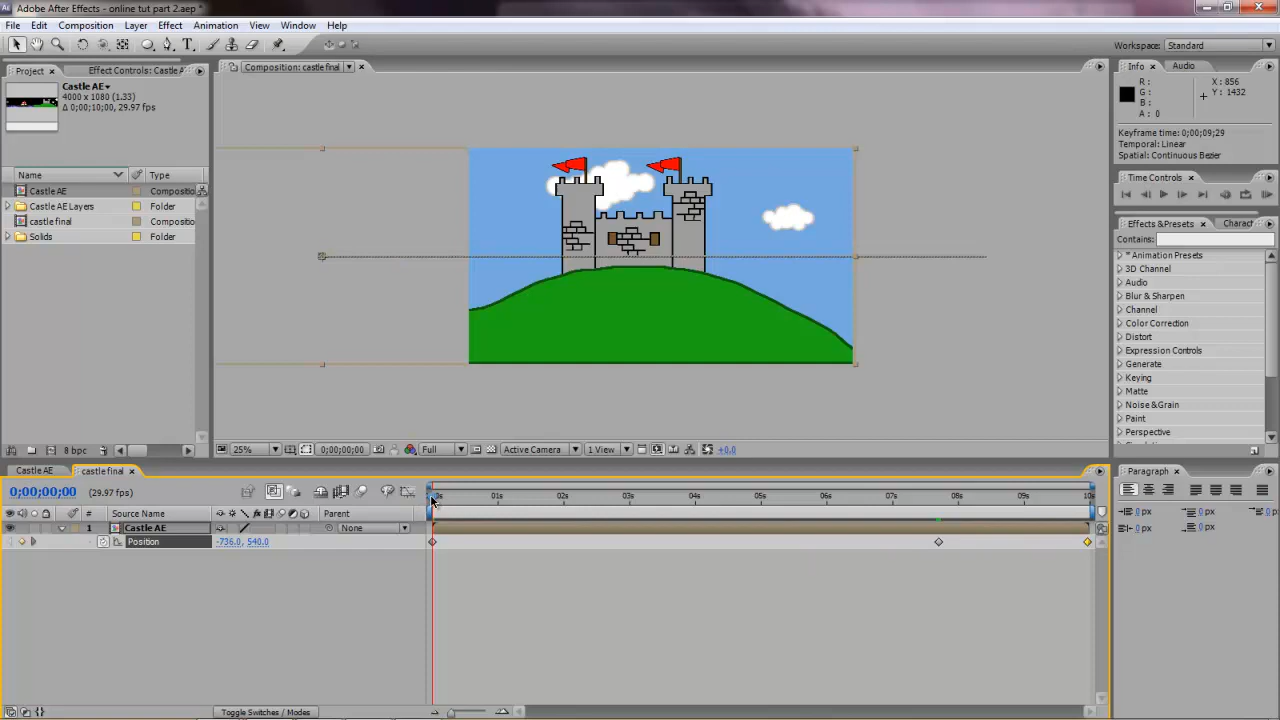 Adobe After Effects - online tut part 2.aep *
File Edit Composition Layer Effect Animation View Window Help
Workspace: Standard
Project Effect Controls: Castle A
Composition: castle final
Info Audio
Castle AE
4000 x 1080 (1.33)
Δ 0;00;10;00, 29.97 fps
R :
G :
B :
A : 0
X : 856
Y : 1432
Keyframe time: 0;00;09;29
Temporal: Linear
Spatial: Continuous Bezier
Name Type
Castle AE Compositio
Castle AE Layers Folder
castle final Compositio
Solids Folder
Time Controls
Effects & Presets Charact
Contains:
* Animation Presets
3D Channel
Audio
Blur & Sharpen
Channel
Color Correction
Distort
Expression Controls
Generate
Keying
Matte
Noise & Grain
Paint
Perspective
8 bpc
25% 0;00;00;00 Full Active Camera 1 View +0.0
Castle AE castle final
0;00;00;00 (29.97 fps)
01s 02s 03s 04s 05s 06s 07s 08s 09s 10s
# Source Name Parent
1 Castle AE None
Position -736.0, 540.0
Toggle Switches / Modes
Paragraph
0 px 0 px 0 p
0 px 0 px